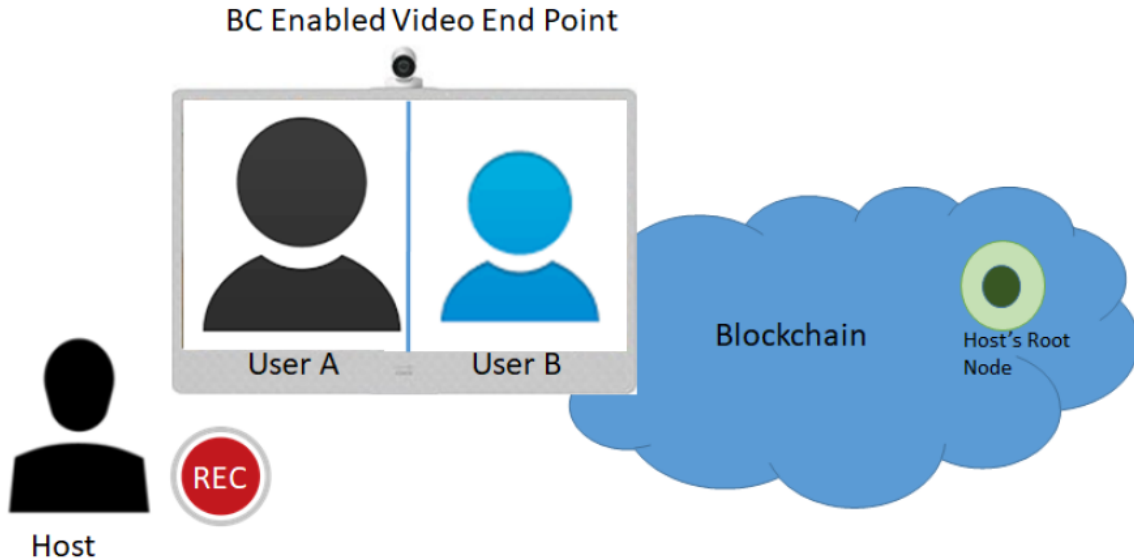 BC Enabled Video End Point
User A
User B
Blockchain
Host's Root
Node
REC
Host